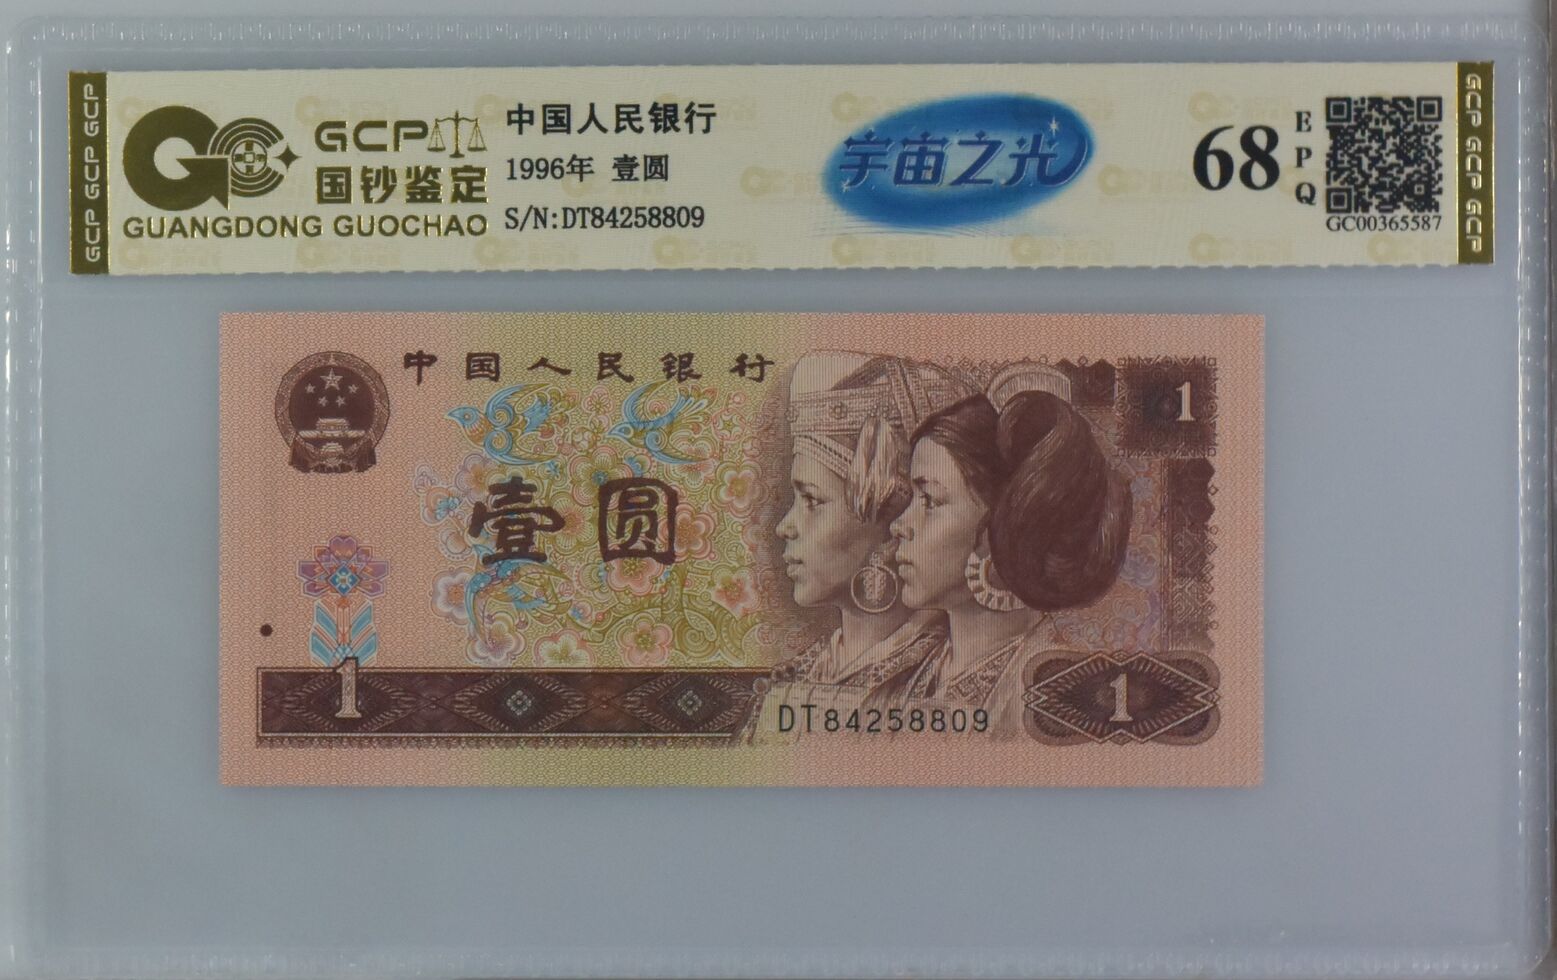 GCP GCP GCP
GCP
国钞鉴定
GUANGDONG GUOCHAO
中国人民银行
1996年 壹圆
S/N:DT84258809
宇宙之光
68
EPQ
GC00365587
GCP GCP GCP
中国人民银行
1
壹圆
1
DT84258809
1